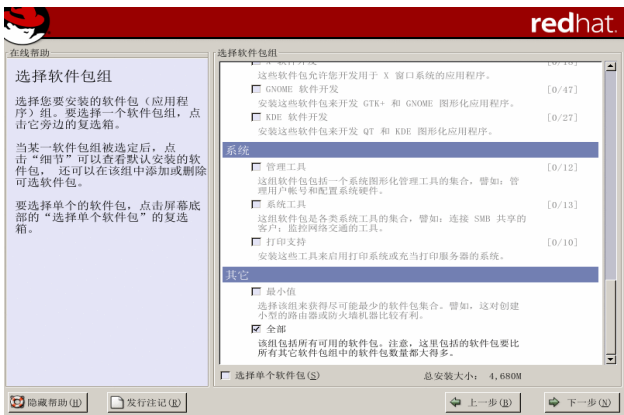 redhat.
在线帮助
选择软件包组
选择您要安装的软件包（应用程
序）组。要选择一个软件包组，点
击它旁边的复选箱。
当某一软件包组被选定后，点
击“细节”可以查看默认安装的软
件包， 还可以在该组中添加或删除
可选软件包。
要选择单的软件包，点击屏幕底
部的“选择单个软件包”的复选
箱。
选择软件包组
这些软件包允许您开发用于 X 窗口系统的应用程序。
GNOME 软件开发 [0/47]
安装这些软件包来开发 GTK+ 和 GNOME 图形化应用程序。
KDE 软件开发 [0/27]
安装这些软件包来开发 QT 和 KDE 图形化应用程序。
系统
管理工具 [0/12]
这组软件包包括一个系统图形化管理工具的集合，譬如：管
理用户帐号和配置系统硬件。
系统工具 [0/13]
这组软件包是各类系统工具的集合，譬如：连接 SMB 共享的
客户；监控网络交通的工具。
打印支持 [0/10]
安装这些工具来启用打印系统或充当打印服务器的系统。
其它
最小值
选择该组来获得尽可能最少的软件包集合。譬如，这对创建
小型的路由器或防火墙机器比较有利。
全部
该组包括所有可用的软件包。注意，这里包括的软件包要比
所有其它软件包组中的软件包数量都大得多。
选择单个软件包(S) 总安装大小： 4,680M
隐藏帮助(H) 发行注记(R) 上一步(B) 下一步(N)